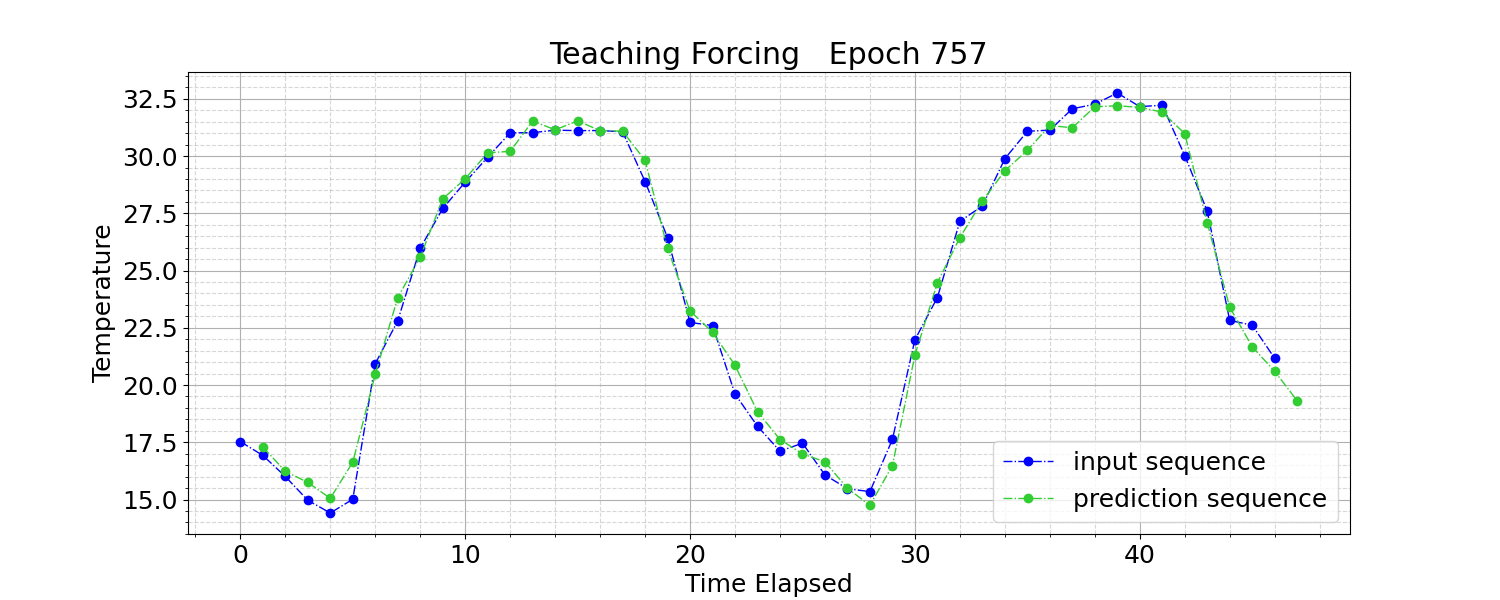 Teaching Forcing   Epoch 757
32.5
30.0
27.5
25.0
22.5
20.0
17.5
15.0
Temperature
input sequence
prediction sequence
0 10 20 30 40
Time Elapsed